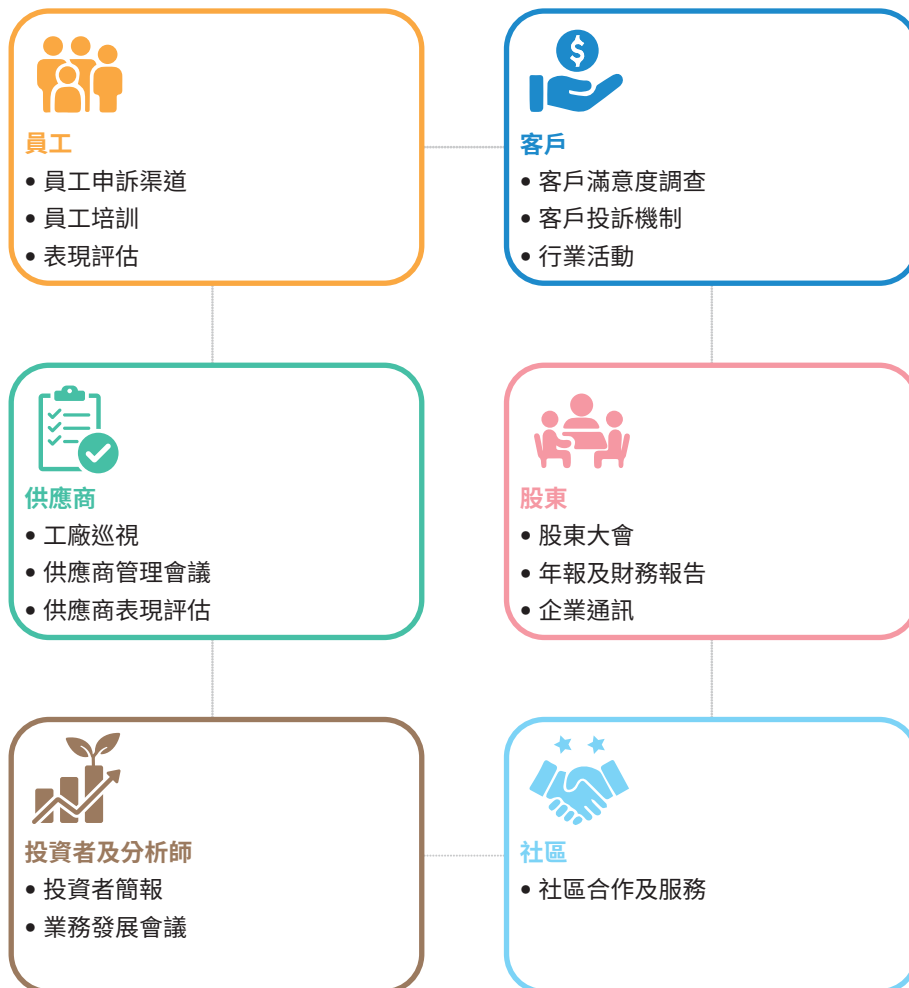 員工
• 員工申訴渠道
• 員工培訓
• 表現評估
客戶
• 客戶滿意度調查
• 客戶投訴機制
• 行業活動
供應商
• 工廠巡視
• 供應商管理會議
• 供應商表現評估
股東
• 股東大會
• 年報及財務報告
• 企業通訊
投資者及分析師
• 投資者簡報
• 業務發展會議
社區
• 社區合作及服務